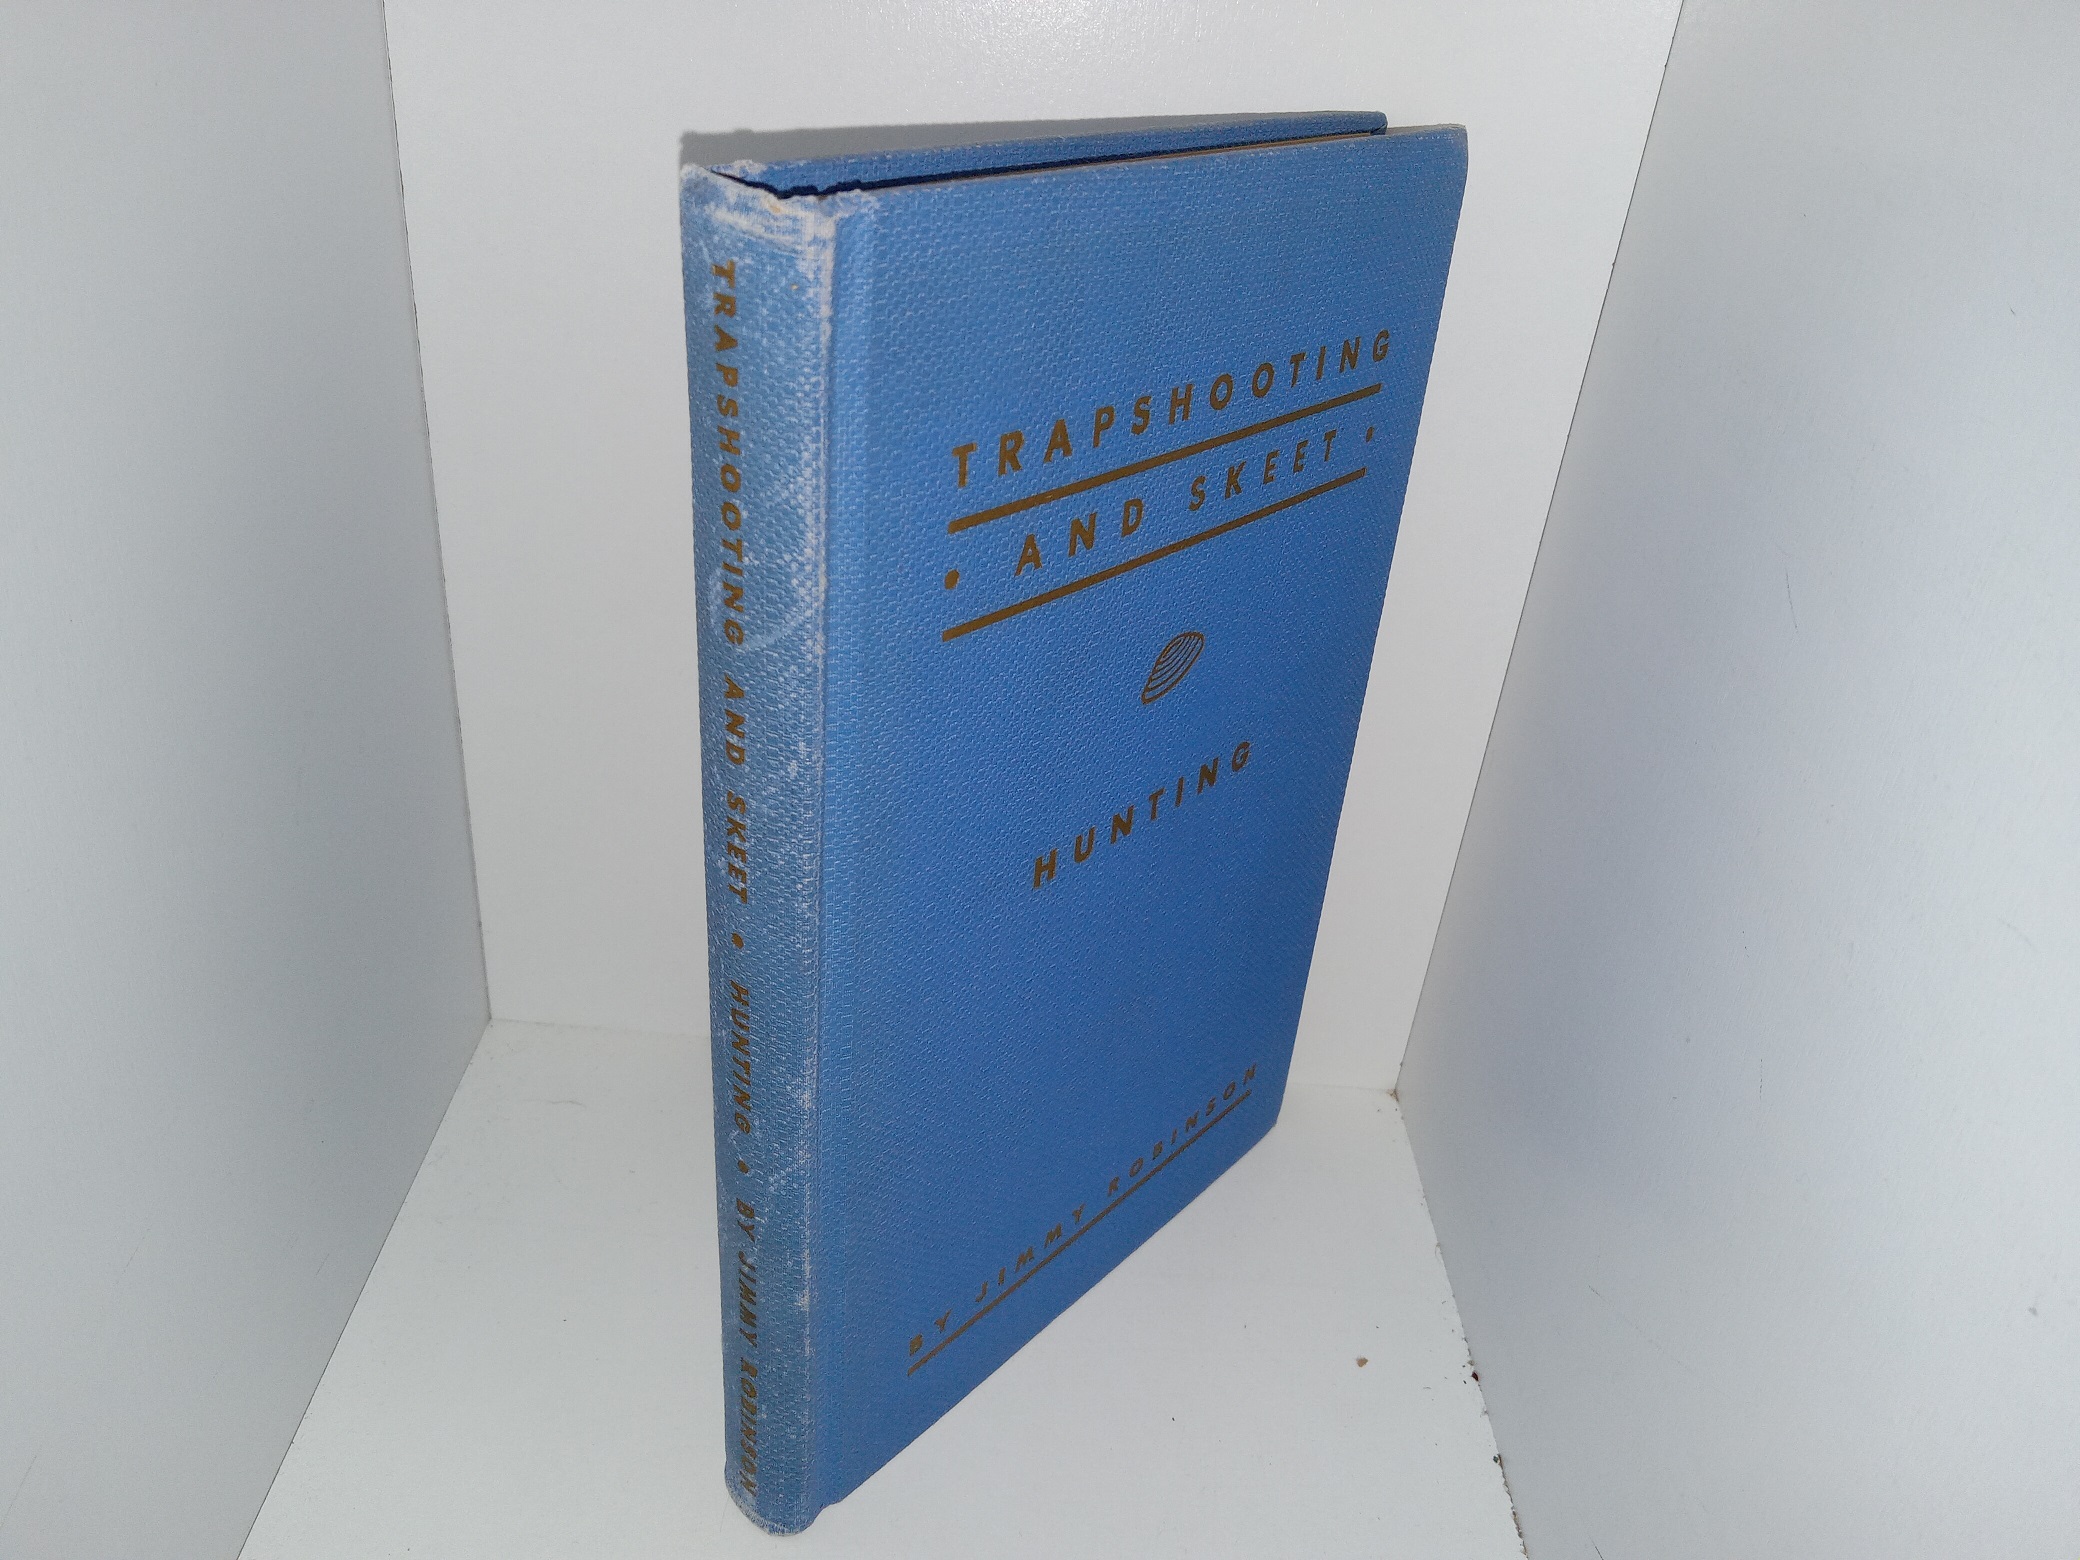 TRAPSHOOTING AND SKEET • HUNTING • BY JIMMY ROBINSON
TRAPSHOOTING
• AND SKEET •
HUNTING
BY JIMMY ROBINSON